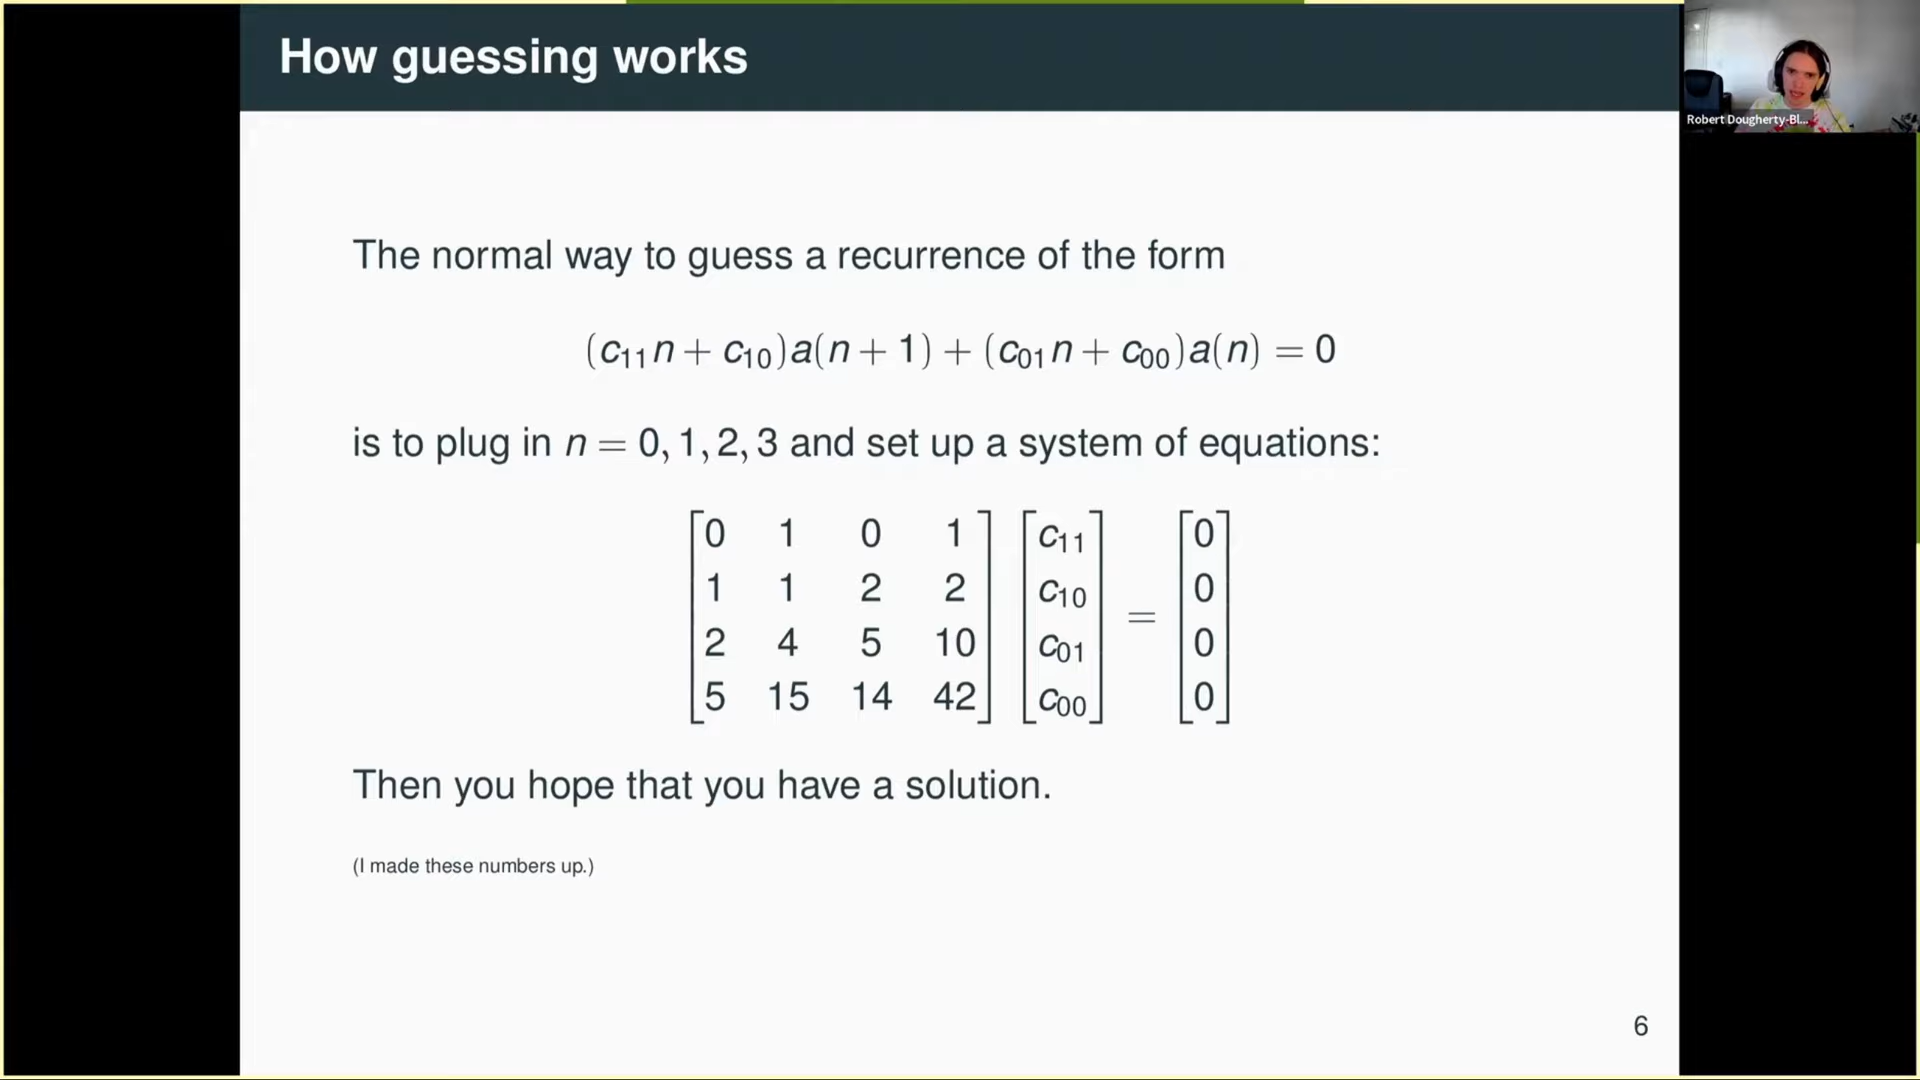 How guessing works
Robert Dougherty-Bl...
The normal way to guess a recurrence of the form
(c₁₁n + c₁₀)a(n + 1) + (c₀₁n + c₀₀)a(n) = 0
is to plug in n = 0, 1, 2, 3 and set up a system of equations:
[0 1 0 1] [c₁₁] [0]
[1 1 2 2] [c₁₀] [0]
=
[2 4 5 10] [c₀₁] [0]
[5 15 14 42] [c₀₀] [0]
Then you hope that you have a solution.
(I made these numbers up.)
6